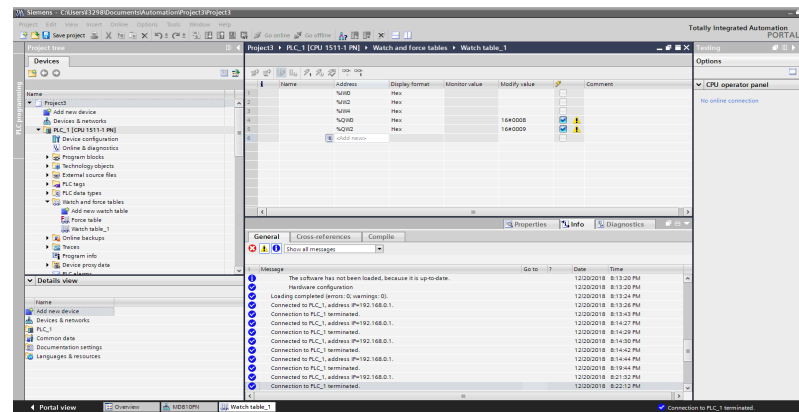 Siemens - C:\Users\13298\Documents\Automation\Project3\Project3
Project Edit View Insert Online Options Tools Window Help
Save project
Go online
Go offline
Totally Integrated Automation
PORTAL
Project tree
Project3 PLC_1 [CPU 1511-1 PN] Watch and force tables Watch table_1
Testing
Devices
Options
CPU operator panel
No online connection
PLC programming
Name
Project3
Add new device
Devices & networks
PLC_1 [CPU 1511-1 PN]
Device configuration
Online & diagnostics
Program blocks
Technology objects
External source files
PLC tags
PLC data types
Watch and force tables
Add new watch table
Force table
Watch table_1
Online backups
Traces
Program info
Device proxy data
PLC alarms
i Name Address Display format Monitor value Modify value Comment
1 %IW0 Hex
2 %IW2 Hex
3 %IW4 Hex
4 %QW0 Hex 16#0008
5 %QW2 Hex 16#0009
6 <Add new>
Properties Info Diagnostics
General Cross-references Compile
Show all messages
! Message Go to ? Date Time
The software has not been loaded, because it is up-to-date. 12/20/2018 8:13:20 PM
Hardware configuration 12/20/2018 8:13:20 PM
Loading completed (errors: 0; warnings: 0). 12/20/2018 8:13:24 PM
Connected to PLC_1, address IP=192.168.0.1. 12/20/2018 8:13:26 PM
Connection to PLC_1 terminated. 12/20/2018 8:13:43 PM
Connected to PLC_1, address IP=192.168.0.1. 12/20/2018 8:14:27 PM
Connection to PLC_1 terminated. 12/20/2018 8:14:29 PM
Connected to PLC_1, address IP=192.168.0.1. 12/20/2018 8:14:30 PM
Connection to PLC_1 terminated. 12/20/2018 8:14:42 PM
Connected to PLC_1, address IP=192.168.0.1. 12/20/2018 8:14:44 PM
Connection to PLC_1 terminated. 12/20/2018 8:19:44 PM
Connected to PLC_1, address IP=192.168.0.1. 12/20/2018 8:21:32 PM
Connection to PLC_1 terminated. 12/20/2018 8:22:12 PM
Details view
Name
Add new device
Devices & networks
PLC_1
Common data
Documentation settings
Languages & resources
Portal view
Overview
MDB10PN
Watch table_1
Connection to PLC_1 terminated.